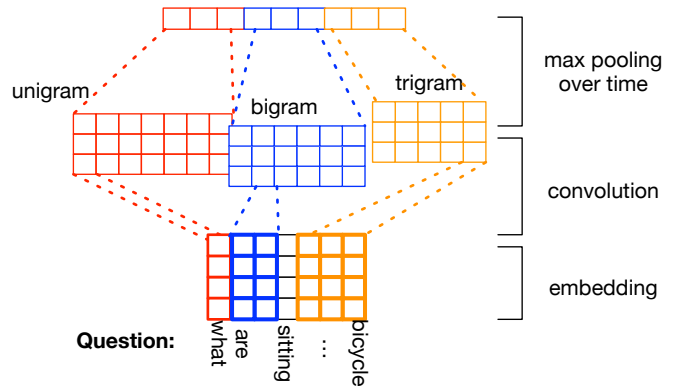 unigram
bigram
trigram
max pooling
over time
convolution
embedding
Question:
what
are
sitting
...
bicycle